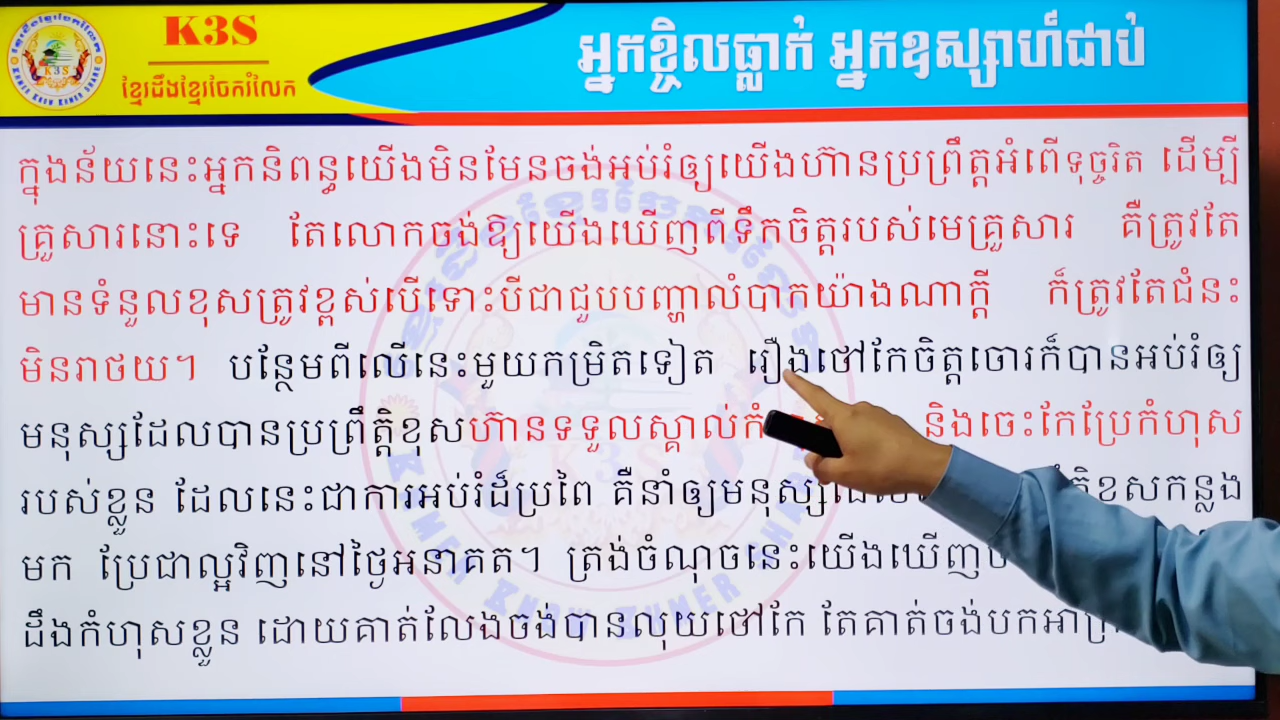 K3S
ខ្មែរដឹងខ្មែរចែករំលែក
អ្នកខ្ជិលធ្លាក់ អ្នកឧស្សាហ៍ជាប់
ក្នុងន័យនេះអ្នកនិពន្ធយើងមិនមែនចង់អប់រំឲ្យយើងហ៊ានប្រព្រឹត្តអំពើទុច្ចរិត ដើម្បី
គ្រួសារនោះទេ តែលោកចង់ឱ្យយើងឃើញពីទឹកចិត្តរបស់មេគ្រួសារ គឺត្រូវតែ
មានទំនួលខុសត្រូវខ្ពស់បើទោះបីជាជួបបញ្ហាលំបាកយ៉ាងណាក្តី ក៏ត្រូវតែជំនះ
មិនរាថយ។ បន្ថែមពីលើនេះមួយកម្រិតទៀត រឿងថៅកែចិត្តចោរក៏បានអប់រំឲ្យ
មនុស្សដែលបានប្រព្រឹត្តិខុសហ៊ានទទួលស្គាល់កំ និងចេះកែប្រែកំហុស
របស់ខ្លួន ដែលនេះជាការអប់រំដ៏ប្រពៃ គឺនាំឲ្យមនុស្ស ខុសកន្លង
មក ប្រែជាល្អវិញនៅថ្ងៃអនាគត។ ត្រង់ចំណុចនេះយើងឃើញ
ដឹងកំហុសខ្លួន ដោយគាត់លែងចង់បានលុយថៅកែ តែគាត់ចង់បកអា